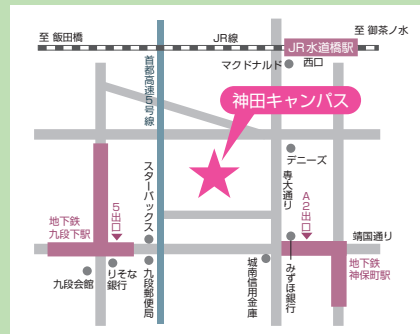 至 飯田橋
JR線
至 御茶ノ水
JR水道橋駅
マクドナルド
西口
首都高速5号線
神田キャンパス
デニーズ
専大通り
スターバックス
5出口
A2出口
地下鉄
九段下駅
靖国通り
りそな
銀行
九段会館
九段郵便局
城南信用金庫
みずほ銀行
地下鉄
神保町駅